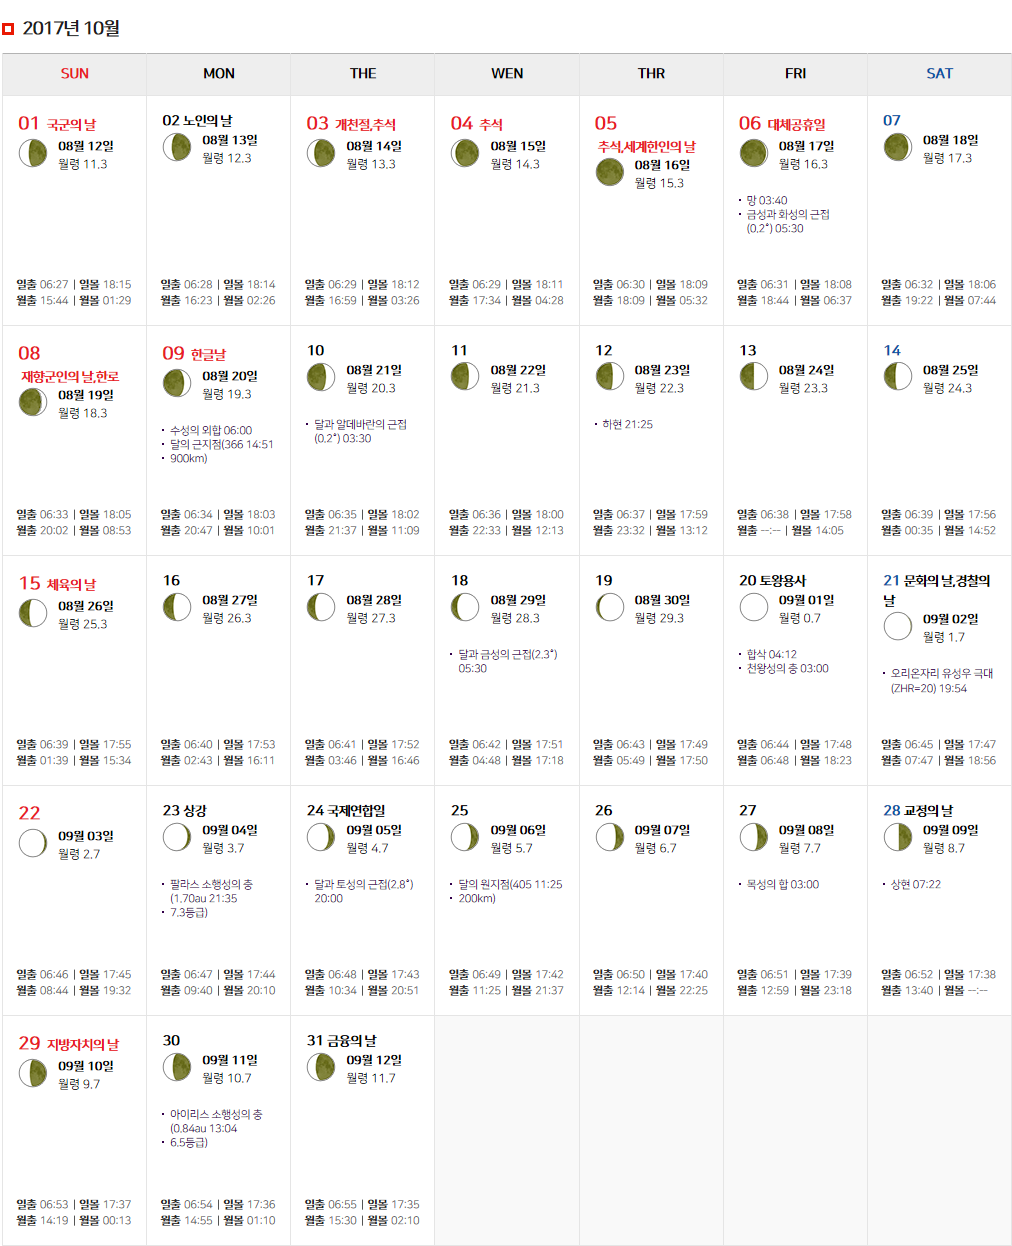 2017년 10월
SUN MON THE WEN THR FRI SAT
01 국군의 날
08월 12일
월령 11.3
일출 06:27 | 일몰 18:15
월출 15:44 | 월몰 01:29
02 노인의 날
08월 13일
월령 12.3
일출 06:28 | 일몰 18:14
월출 16:23 | 월몰 02:26
03 개천절,추석
08월 14일
월령 13.3
일출 06:29 | 일몰 18:12
월출 16:59 | 월몰 03:26
04 추석
08월 15일
월령 14.3
일출 06:29 | 일몰 18:11
월출 17:34 | 월몰 04:28
05
추석,세계한인의 날
08월 16일
월령 15.3
일출 06:30 | 일몰 18:09
월출 18:09 | 월몰 05:32
06 대체공휴일
08월 17일
월령 16.3
· 망 03:40
· 금성과 화성의 근접
(0.2°) 05:30
일출 06:31 | 일몰 18:08
월출 18:44 | 월몰 06:37
07
08월 18일
월령 17.3
일출 06:32 | 일몰 18:06
월출 19:22 | 월몰 07:44
08
재향군인의 날,한로
08월 19일
월령 18.3
일출 06:33 | 일몰 18:05
월출 20:02 | 월몰 08:53
09 한글날
08월 20일
월령 19.3
· 수성의 외합 06:00
· 달의 근지점(366 14:51
· 900km)
일출 06:34 | 일몰 18:03
월출 20:47 | 월몰 10:01
10
08월 21일
월령 20.3
· 달과 알데바란의 근접
(0.2°) 03:30
일출 06:35 | 일몰 18:02
월출 21:37 | 월몰 11:09
11
08월 22일
월령 21.3
일출 06:36 | 일몰 18:00
월출 22:33 | 월몰 12:13
12
08월 23일
월령 22.3
· 하현 21:25
일출 06:37 | 일몰 17:59
월출 23:32 | 월몰 13:12
13
08월 24일
월령 23.3
일출 06:38 | 일몰 17:58
월출 --:-- | 월몰 14:05
14
08월 25일
월령 24.3
일출 06:39 | 일몰 17:56
월출 00:35 | 월몰 14:52
15 체육의 날
08월 26일
월령 25.3
일출 06:39 | 일몰 17:55
월출 01:39 | 월몰 15:34
16
08월 27일
월령 26.3
일출 06:40 | 일몰 17:53
월출 02:43 | 월몰 16:11
17
08월 28일
월령 27.3
일출 06:41 | 일몰 17:52
월출 03:46 | 월몰 16:46
18
08월 29일
월령 28.3
· 달과 금성의 근접(2.3°)
05:30
일출 06:42 | 일몰 17:51
월출 04:48 | 월몰 17:18
19
08월 30일
월령 29.3
일출 06:43 | 일몰 17:49
월출 05:49 | 월몰 17:50
20 토왕용사
09월 01일
월령 0.7
· 합삭 04:12
· 천왕성의 충 03:00
일출 06:44 | 일몰 17:48
월출 06:48 | 월몰 18:23
21 문화의 날,경찰의
날
09월 02일
월령 1.7
· 오리온자리 유성우 극대
(ZHR=20) 19:54
일출 06:45 | 일몰 17:47
월출 07:47 | 월몰 18:56
22
09월 03일
월령 2.7
일출 06:46 | 일몰 17:45
월출 08:44 | 월몰 19:32
23 상강
09월 04일
월령 3.7
· 팔라스 소행성의 충
(1.70au 21:35
· 7.3등급)
일출 06:47 | 일몰 17:44
월출 09:40 | 월몰 20:10
24 국제연합일
09월 05일
월령 4.7
· 달과 토성의 근접(2.8°)
20:00
일출 06:48 | 일몰 17:43
월출 10:34 | 월몰 20:51
25
09월 06일
월령 5.7
· 달의 원지점(405 11:25
· 200km)
일출 06:49 | 일몰 17:42
월출 11:25 | 월몰 21:37
26
09월 07일
월령 6.7
일출 06:50 | 일몰 17:40
월출 12:14 | 월몰 22:25
27
09월 08일
월령 7.7
· 목성의 합 03:00
일출 06:51 | 일몰 17:39
월출 12:59 | 월몰 23:18
28 교정의 날
09월 09일
월령 8.7
· 상현 07:22
일출 06:52 | 일몰 17:38
월출 13:40 | 월몰 --:--
29 지방자치의 날
09월 10일
월령 9.7
일출 06:53 | 일몰 17:37
월출 14:19 | 월몰 00:13
30
09월 11일
월령 10.7
· 아이리스 소행성의 충
(0.84au 13:04
· 6.5등급)
일출 06:54 | 일몰 17:36
월출 14:55 | 월몰 01:10
31 금융의 날
09월 12일
월령 11.7
일출 06:55 | 일몰 17:35
월출 15:30 | 월몰 02:10